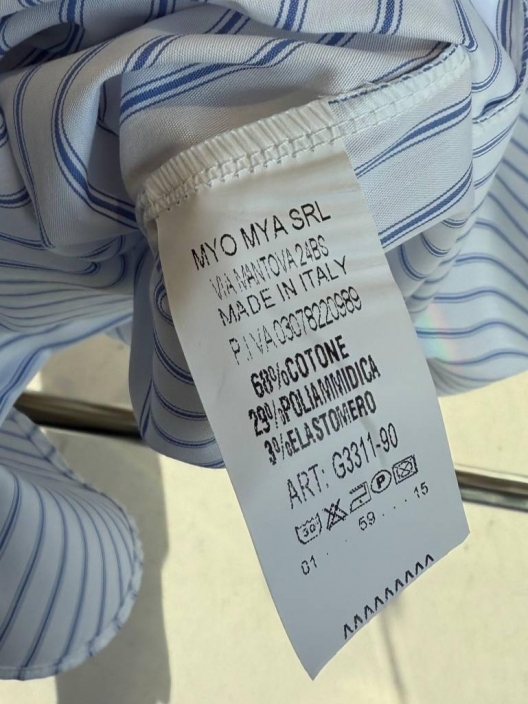 MYO MYA SRL
VIA MANTOVA 24BS
MADE IN ITALY
P.IVA 03078220989
68%COTONE
29%POLIAMMIDICA
3%ELASTOMERO
ART: G3311-90
30 P
01 59 15